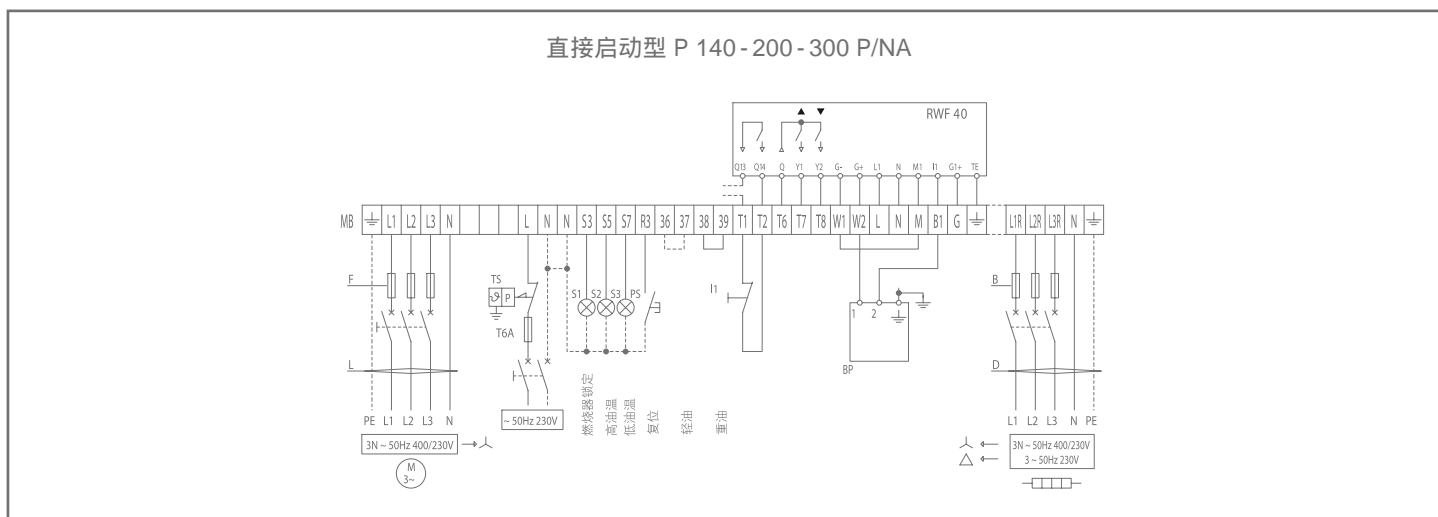 直接启动型 P 140 - 200 - 300 P/NA
RWF 40
Q13 Q14 Q Y1 Y2 G- G+ L1 N M1 I1 G1+ TE
MB L1 L2 L3 N L N N S3 S5 S7 R3 36 37 38 39 T1 T2 T6 T7 T8 W1 W2 L N M B1 G L1R L2R L3R N
F TS P S1 S2 S3 PS I1 B
T6A
1 2
BP
L D
~ 50Hz 230V
燃烧器锁定
高油温
低油温
复位
轻油
重油
PE L1 L2 L3 N
L1 L2 L3 N PE
3N ~ 50Hz 400/230V
M
3~
3N ~ 50Hz 400/230V
3 ~ 50Hz 230V